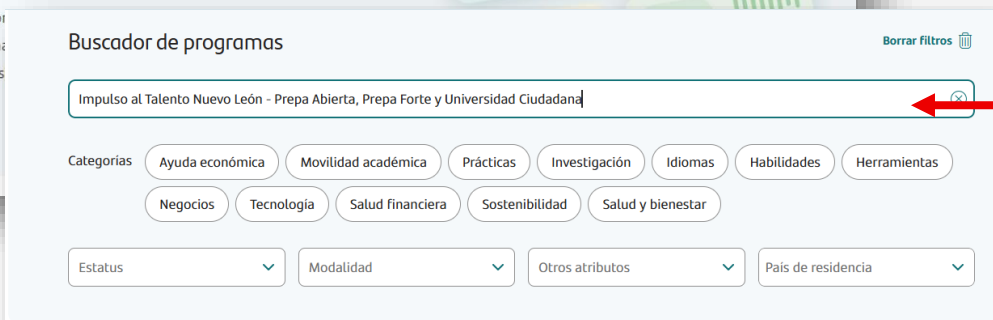 Buscador de programas
Borrar filtros
Impulso al Talento Nuevo León - Prepa Abierta, Prepa Forte y Universidad Ciudadana
Categorías Ayuda económica Movilidad académica Prácticas Investigación Idiomas Habilidades Herramientas
Negocios Tecnología Salud financiera Sostenibilidad Salud y bienestar
Estatus Modalidad Otros atributos País de residencia